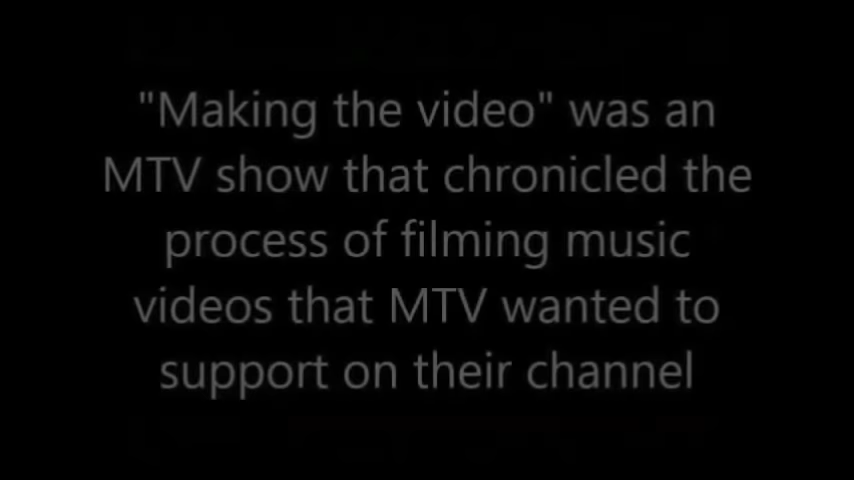 "Making the video" was an
MTV show that chronicled the
process of filming music
videos that MTV wanted to
support on their channel